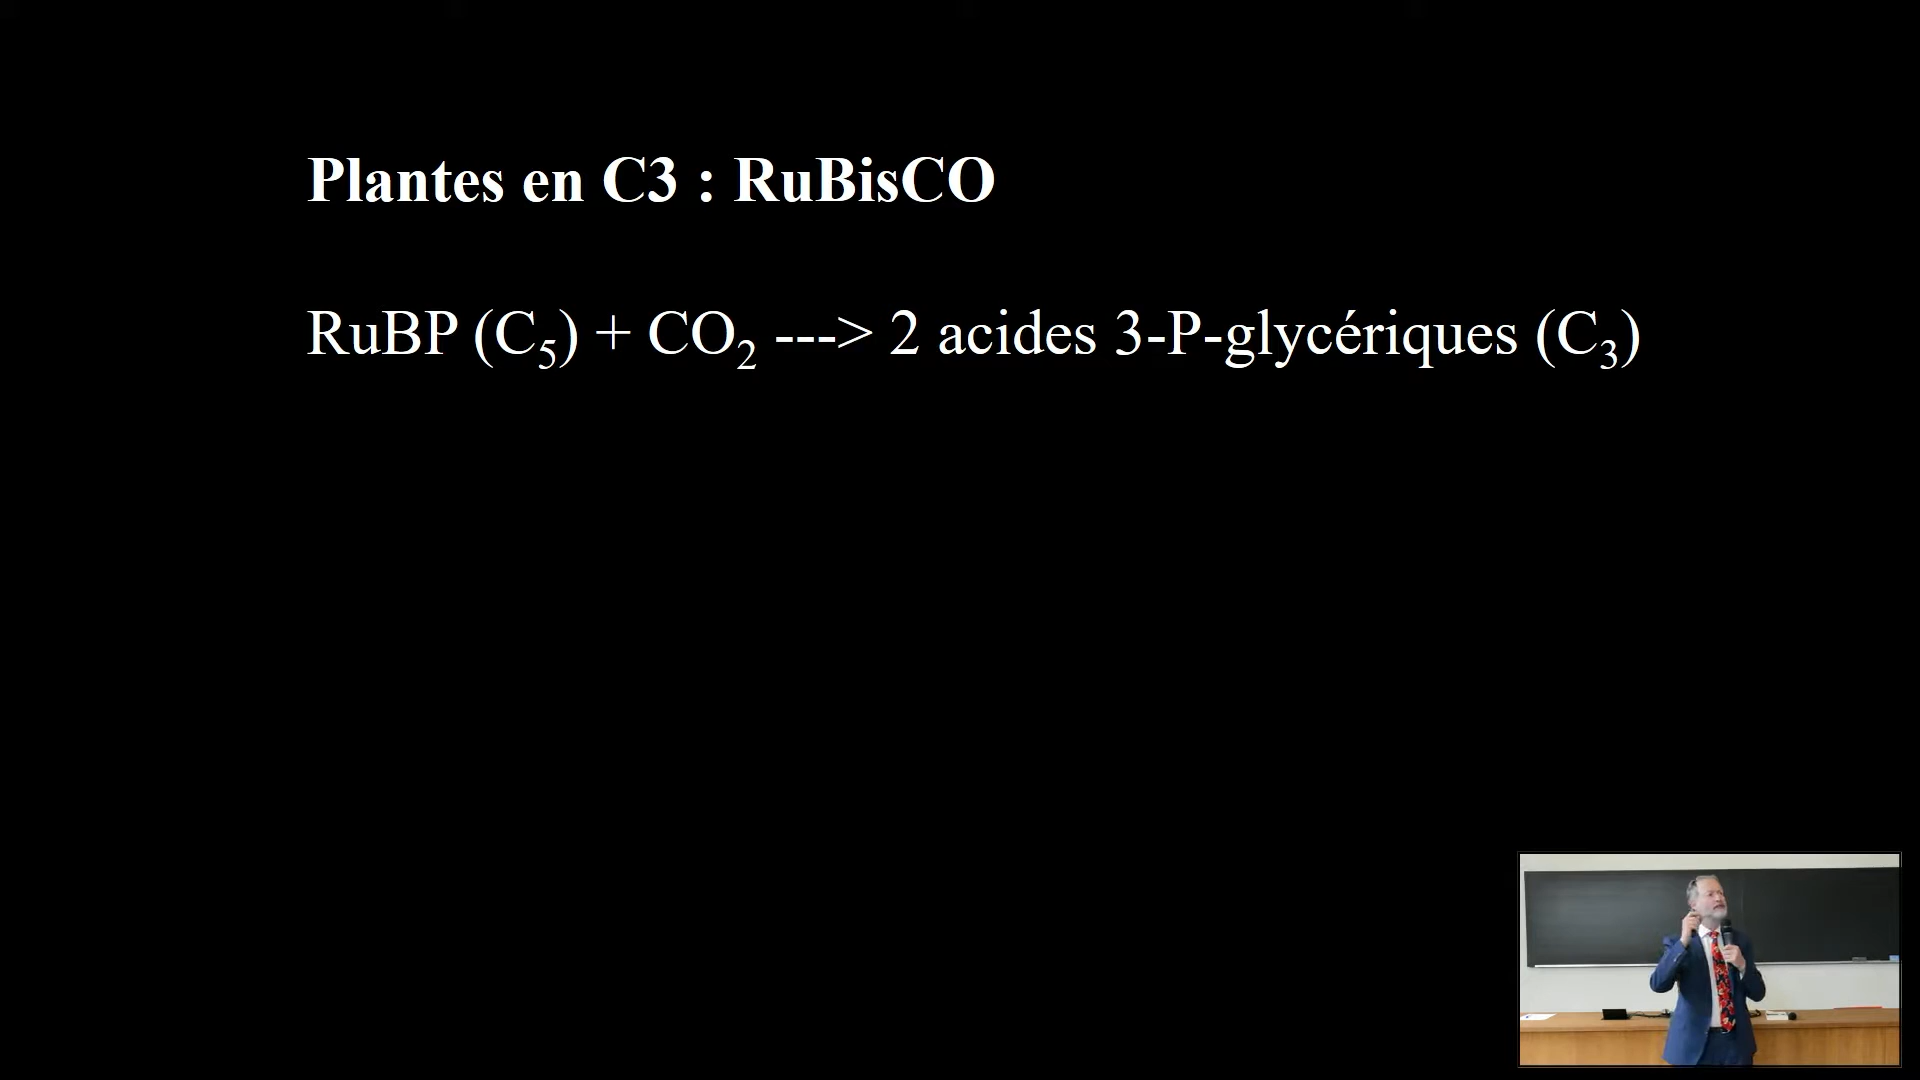 Plantes en C3 : RuBisCO
RuBP (C₅) + CO₂ ---> 2 acides 3-P-glycériques (C₃)